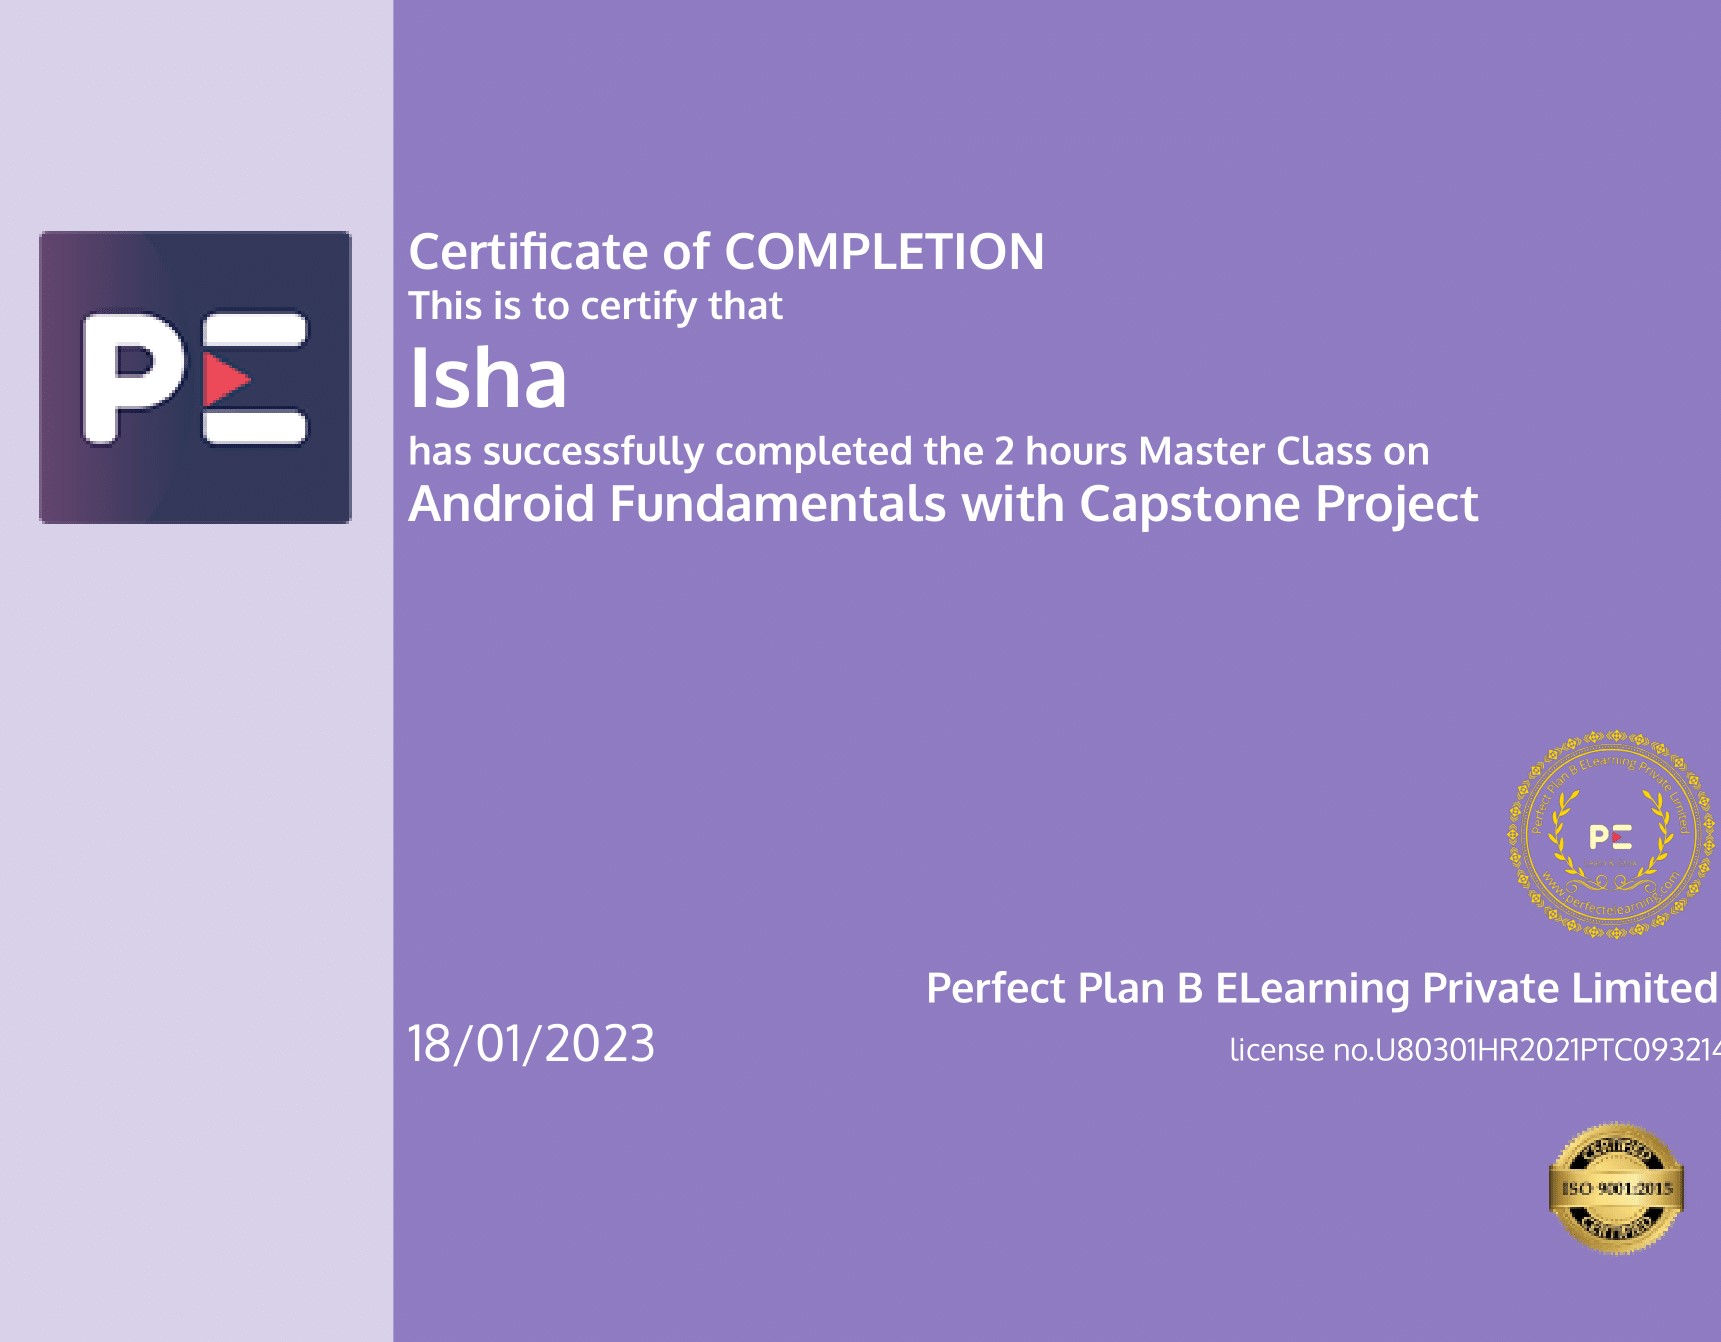 PE
Certificate of COMPLETION
This is to certify that
Isha
has successfully completed the 2 hours Master Class on
Android Fundamentals with Capstone Project
Perfect Plan B ELearning Private Limited
PE
www.perfectelearning.com
Perfect Plan B ELearning Private Limited
18/01/2023
license no.U80301HR2021PTC093214
CERTIFIED
ISO 9001:2015
CERTIFIED